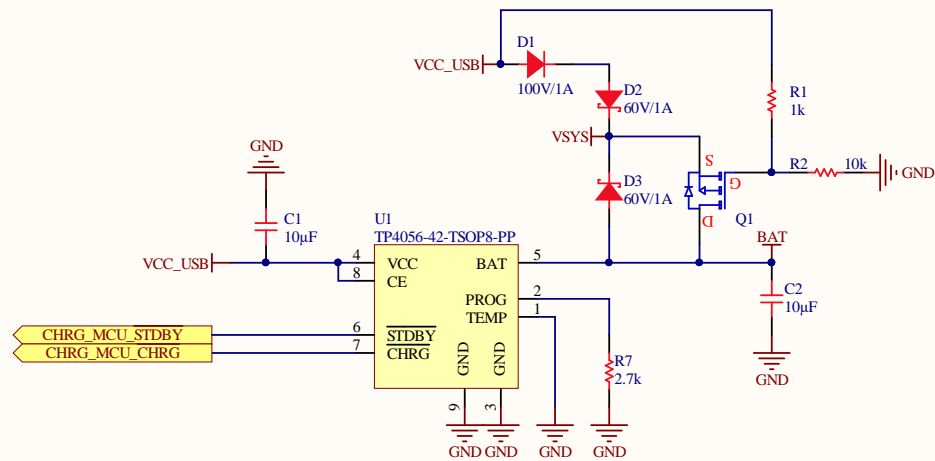 D1
VCC_USB
100V/1A
D2
60V/1A
R1
1k
VSYS
GND
S
G
D
R2
10k
GND
D3
60V/1A
Q1
C1
10µF
U1
TP4056-42-TSOP8-PP
BAT
VCC_USB
4
VCC
BAT
5
8
CE
C2
10µF
PROG
2
TEMP
1
CHRG_MCU_STDBY
6
STDBY
CHRG_MCU_CHRG
7
CHRG
GND
GND
R7
2.7k
GND
9
3
GND
GND
GND
GND